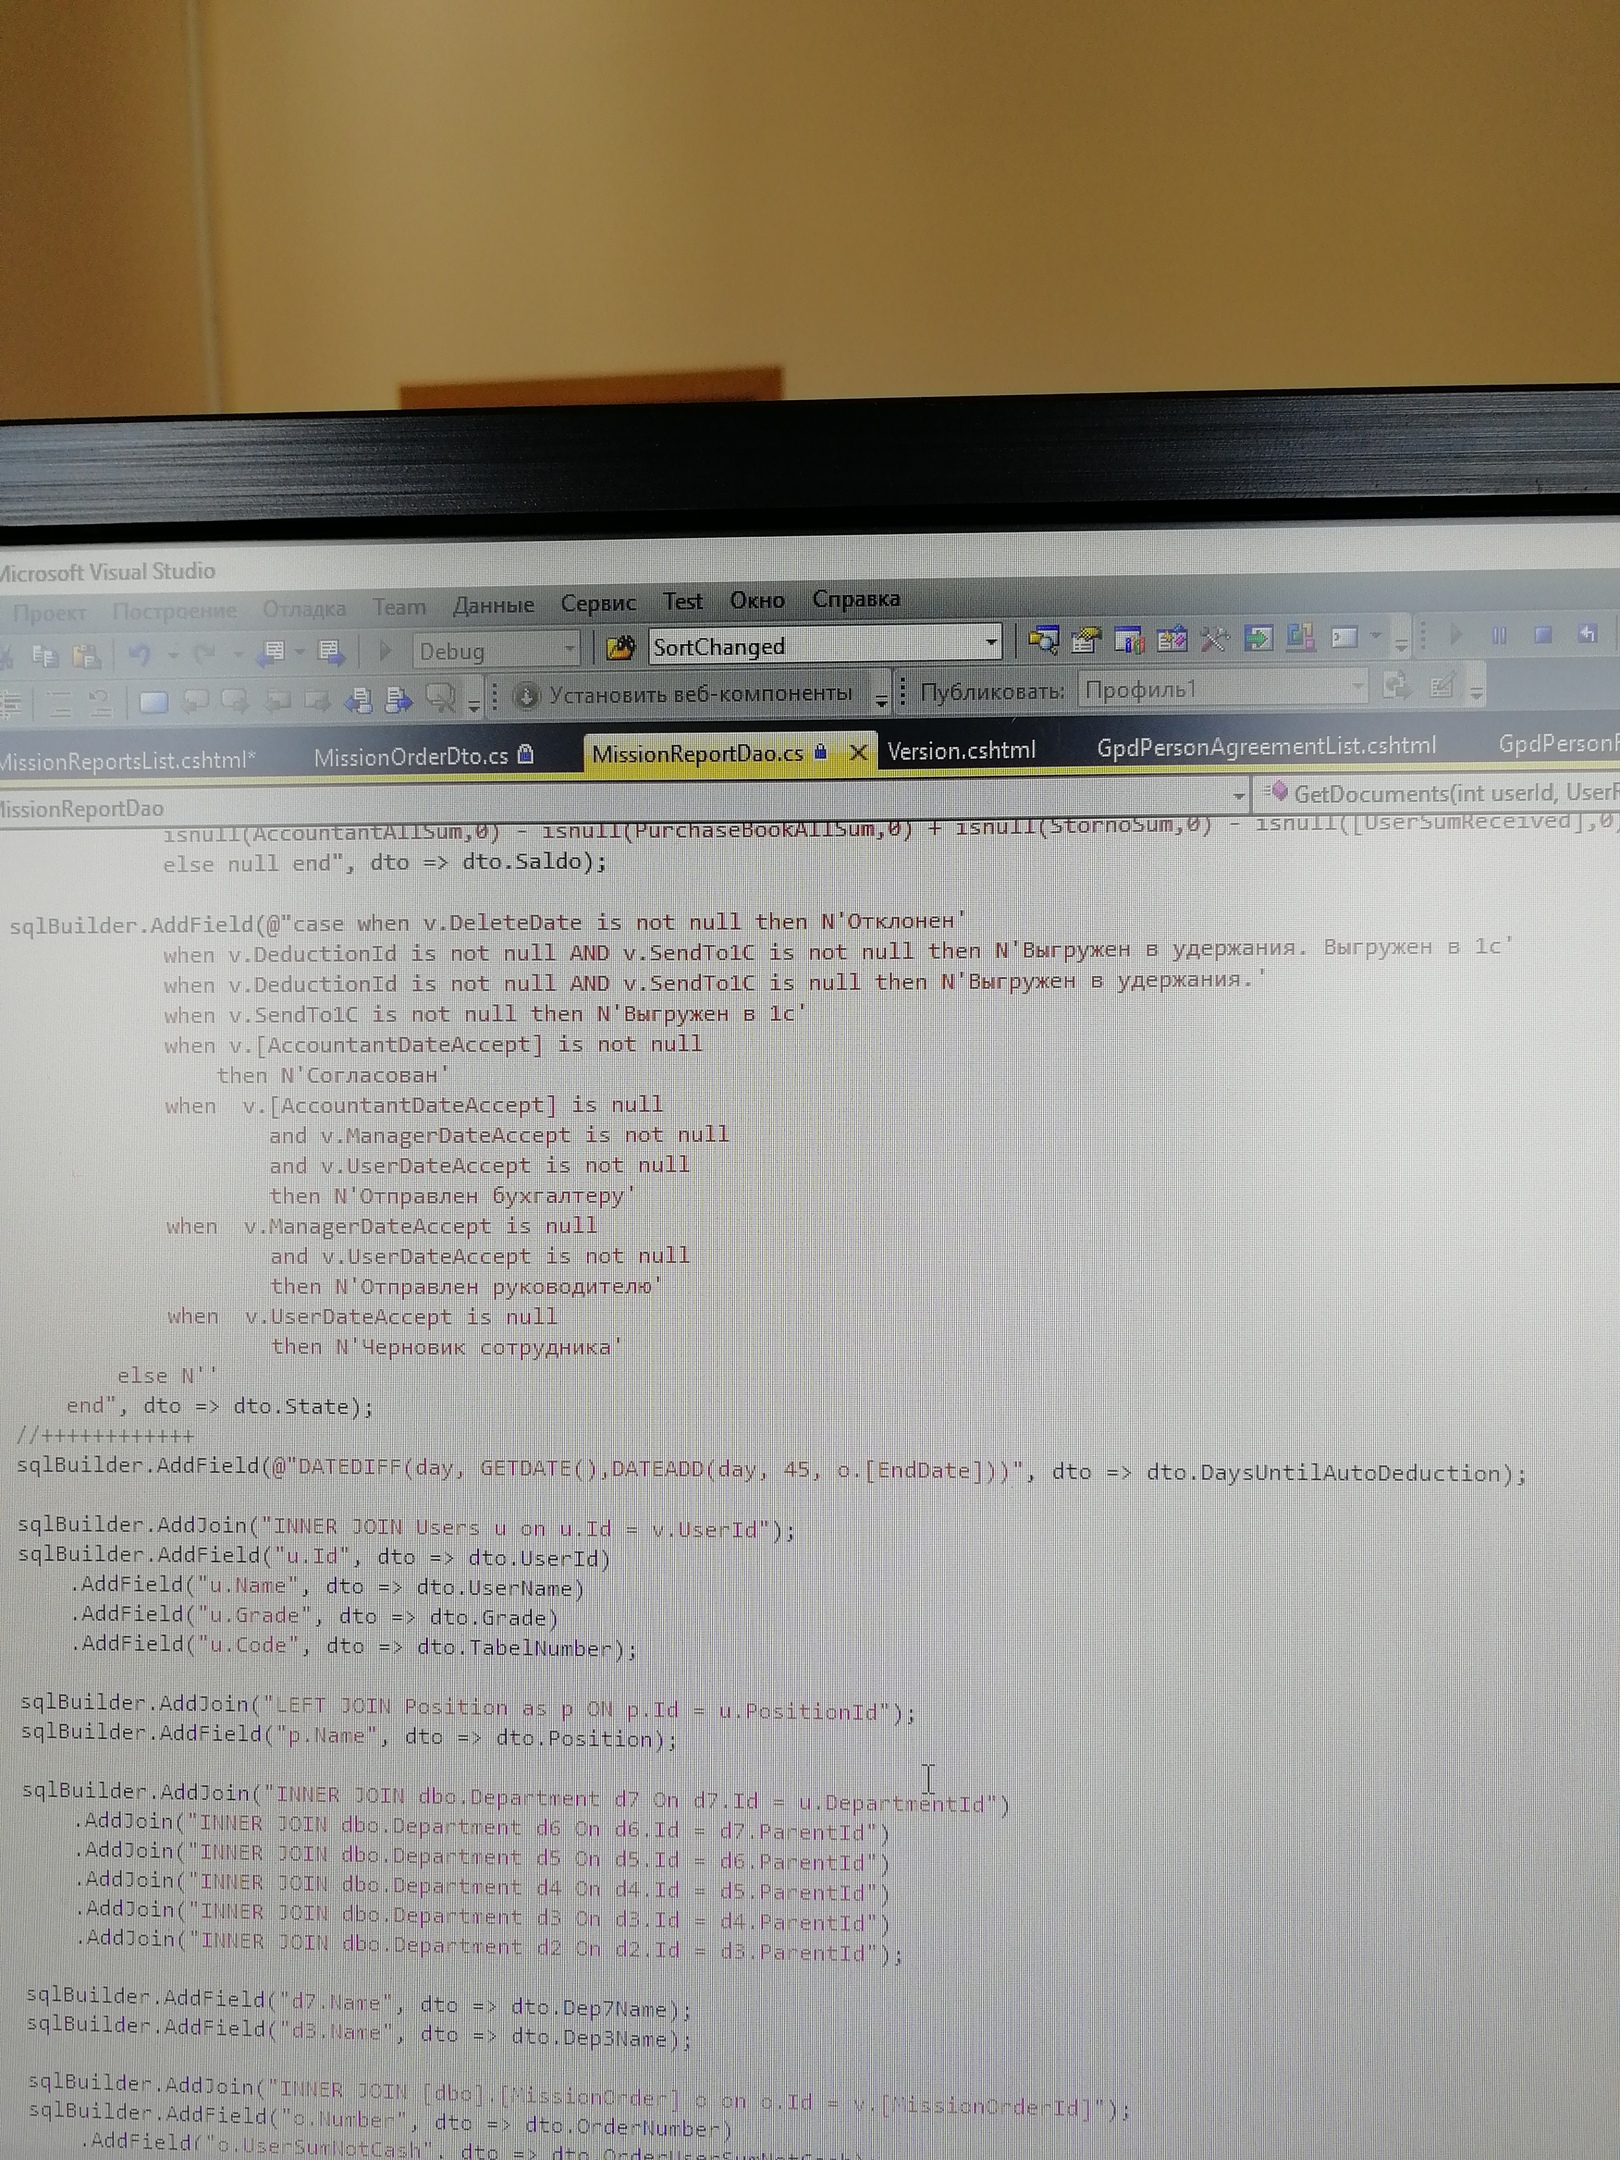 Microsoft Visual Studio
Проект Построение Отладка Team Данные Сервис Test Окно Справка
Debug SortChanged
Установить веб-компоненты Публиковать: Профиль1
MissionReportsList.cshtml* MissionOrderDto.cs MissionReportDao.cs Version.cshtml GpdPersonAgreementList.cshtml
MissionReportDao GetDocuments(int userId, UserR
isnull(AccountantAllSum,0) - isnull(PurchaseBookAllSum,0) + isnull(StornoSum,0) - isnull([UserSumReceived],0)
else null end", dto => dto.Saldo);
sqlBuilder.AddField(@"case when v.DeleteDate is not null then N'Отклонен'
when v.DeductionId is not null AND v.SendTo1C is not null then N'Выгружен в удержания. Выгружен в 1с'
when v.DeductionId is not null AND v.SendTo1C is null then N'Выгружен в удержания.'
when v.SendTo1C is not null then N'Выгружен в 1с'
when v.[AccountantDateAccept] is not null
then N'Согласован'
when v.[AccountantDateAccept] is null
and v.ManagerDateAccept is not null
and v.UserDateAccept is not null
then N'Отправлен бухгалтеру'
when v.ManagerDateAccept is null
and v.UserDateAccept is not null
then N'Отправлен руководителю'
when v.UserDateAccept is null
then N'Черновик сотрудника'
else N''
end", dto => dto.State);
//++++++++++++
sqlBuilder.AddField(@"DATEDIFF(day, GETDATE(),DATEADD(day, 45, o.[EndDate]))", dto => dto.DaysUntilAutoDeduction);
sqlBuilder.AddJoin("INNER JOIN Users u on u.Id = v.UserId");
sqlBuilder.AddField("u.Id", dto => dto.UserId)
.AddField("u.Name", dto => dto.UserName)
.AddField("u.Grade", dto => dto.Grade)
.AddField("u.Code", dto => dto.TabelNumber);
sqlBuilder.AddJoin("LEFT JOIN Position as p ON p.Id = u.PositionId");
sqlBuilder.AddField("p.Name", dto => dto.Position);
sqlBuilder.AddJoin("INNER JOIN dbo.Department d7 On d7.Id = u.DepartmentId")
.AddJoin("INNER JOIN dbo.Department d6 On d6.Id = d7.ParentId")
.AddJoin("INNER JOIN dbo.Department d5 On d5.Id = d6.ParentId")
.AddJoin("INNER JOIN dbo.Department d4 On d4.Id = d5.ParentId")
.AddJoin("INNER JOIN dbo.Department d3 On d3.Id = d4.ParentId")
.AddJoin("INNER JOIN dbo.Department d2 On d2.Id = d3.ParentId");
sqlBuilder.AddField("d7.Name", dto => dto.Dep7Name);
sqlBuilder.AddField("d3.Name", dto => dto.Dep3Name);
sqlBuilder.AddJoin("INNER JOIN [dbo].[MissionOrder] o on o.Id = v.[MissionOrderId]");
sqlBuilder.AddField("o.Number", dto => dto.OrderNumber)
.AddField("o.UserSumNotCash", dto => dto.OrderUserSumNotCash)